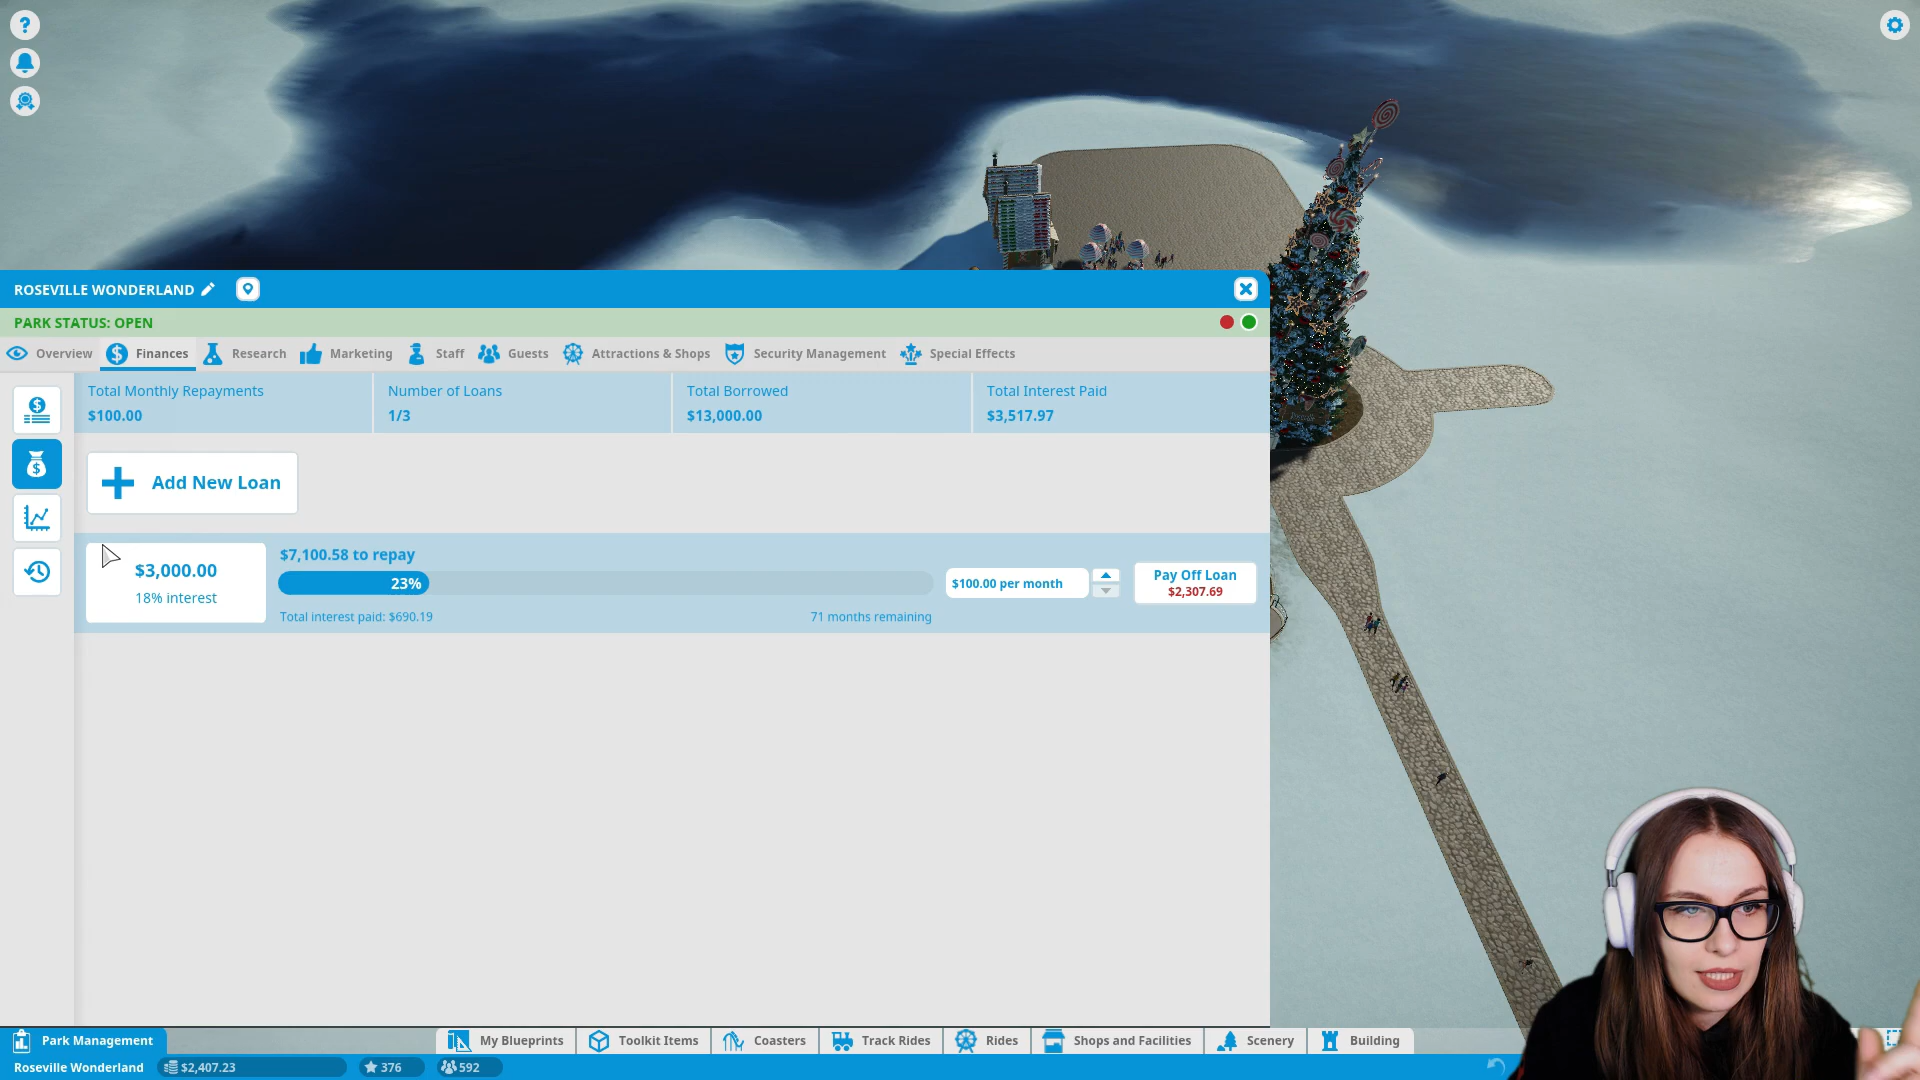 ROSEVILLE WONDERLAND
PARK STATUS: OPEN
Overview
Finances
Research
Marketing
Staff
Guests
Attractions & Shops
Security Management
Special Effects
Total Monthly Repayments
$100.00
Number of Loans
1/3
Total Borrowed
$13,000.00
Total Interest Paid
$3,517.97
Add New Loan
$3,000.00
18% interest
$7,100.58 to repay
23%
Total interest paid: $690.19
71 months remaining
$100.00 per month
Pay Off Loan
$2,307.69
Park Management
My Blueprints
Toolkit Items
Coasters
Track Rides
Rides
Shops and Facilities
Scenery
Building
Roseville Wonderland
$2,407.23
376
592